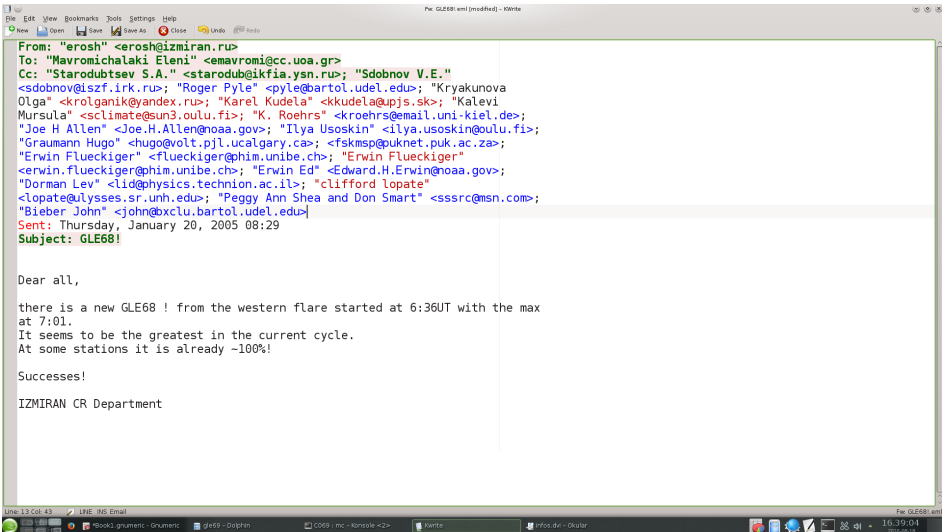 Fw: GLE68!.eml [modified] – KWrite
File Edit View Bookmarks Tools Settings Help
New Open Save Save As Close Undo Redo
From: "erosh" <erosh@izmiran.ru>
To: "Mavromichalaki Eleni" <emavromi@cc.uoa.gr>
Cc: "Starodubtsev S.A." <starodub@ikfia.ysn.ru>; "Sdobnov V.E."
<sdobnov@iszf.irk.ru>; "Roger Pyle" <pyle@bartol.udel.edu>; "Kryakunova
Olga" <krolganik@yandex.ru>; "Karel Kudela" <kkudela@upjs.sk>; "Kalevi
Mursula" <sclimate@sun3.oulu.fi>; "K. Roehrs" <kroehrs@email.uni-kiel.de>;
"Joe H Allen" <Joe.H.Allen@noaa.gov>; "Ilya Usoskin" <ilya.usoskin@oulu.fi>;
"Graumann Hugo" <hugo@volt.pjl.ucalgary.ca>; <fskmsp@puknet.puk.ac.za>;
"Erwin Flueckiger" <flueckiger@phim.unibe.ch>; "Erwin Flueckiger"
<erwin.flueckiger@phim.unibe.ch>; "Erwin Ed" <Edward.H.Erwin@noaa.gov>;
"Dorman Lev" <lid@physics.technion.ac.il>; "clifford lopate"
<lopate@ulysses.sr.unh.edu>; "Peggy Ann Shea and Don Smart" <sssrc@msn.com>;
"Bieber John" <john@bxclu.bartol.udel.edu>
Sent: Thursday, January 20, 2005 08:29
Subject: GLE68!
Dear all,
there is a new GLE68 ! from the western flare started at 6:36UT with the max
at 7:01.
It seems to be the greatest in the current cycle.
At some stations it is already ~100%!
Successes!
IZMIRAN CR Department
Line: 13 Col: 43 LINE INS Email Fw: GLE68!.eml
*Book1.gnumeric - Gnumeric gle69 – Dolphin C069 : mc – Konsole <2> Kwrite infos.dvi – Okular 16.39:04